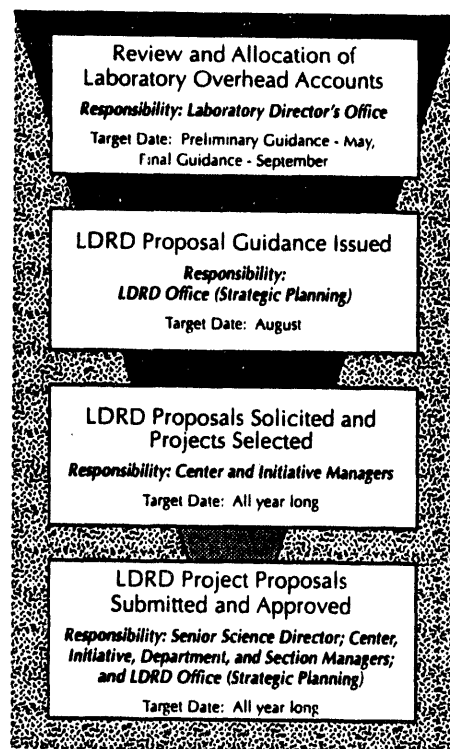 Review and Allocation of
Laboratory Overhead Accounts
Responsibility: Laboratory Director's Office
Target Date: Preliminary Guidance - May,
Final Guidance - September
LDRD Proposal Guidance Issued
Responsibility:
LDRD Office (Strategic Planning)
Target Date: August
LDRD Proposals Solicited and
Projects Selected
Responsibility: Center and Initiative Managers
Target Date: All year long
LDRD Project Proposals
Submitted and Approved
Responsibility: Senior Science Director; Center,
Initiative, Department, and Section Managers;
and LDRD Office (Strategic Planning)
Target Date: All year long